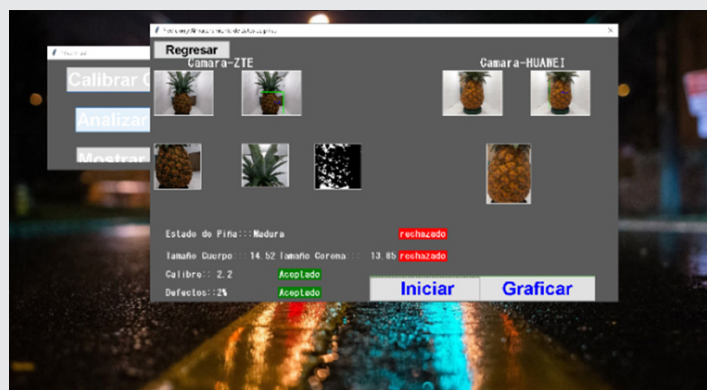 Regresar
Camara-ZTE
Camara-HUAWEI
Calibrar
Analizar
Mostrar
Estado de Piña:::Madura
rechazado
Tamaño Cuerpo::: 14.52 Tamaño Corona ::: 13.85 rechazado
Calibro:: 2.2
Aceptado
Defectos::2%
Aceptado
Iniciar
Graficar